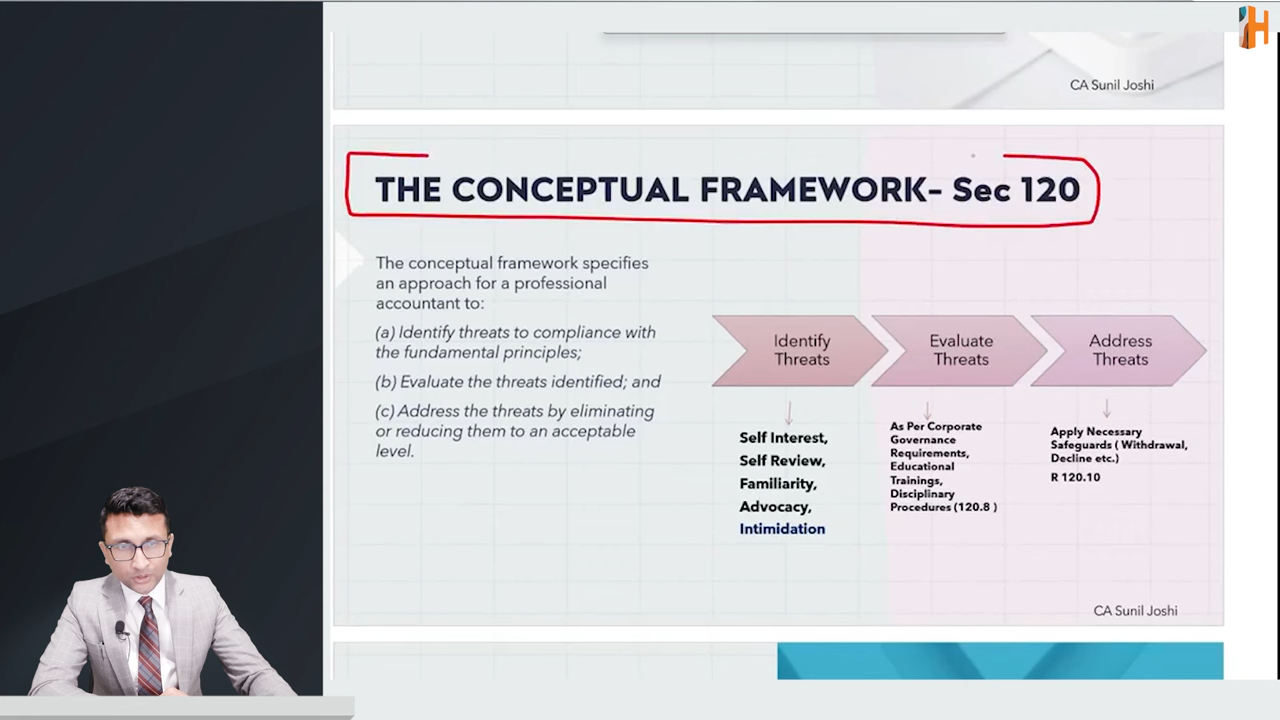 H
CA Sunil Joshi
THE CONCEPTUAL FRAMEWORK- Sec 120
The conceptual framework specifies
an approach for a professional
accountant to:
(a) Identify threats to compliance with
the fundamental principles;
(b) Evaluate the threats identified; and
(c) Address the threats by eliminating
or reducing them to an acceptable
level.
Identify
Threats
Evaluate
Threats
Address
Threats
Self Interest,
Self Review,
Familiarity,
Advocacy,
Intimidation
As Per Corporate
Governance
Requirements,
Educational
Trainings,
Disciplinary
Procedures (120.8 )
Apply Necessary
Safeguards ( Withdrawal,
Decline etc.)
R 120.10
CA Sunil Joshi